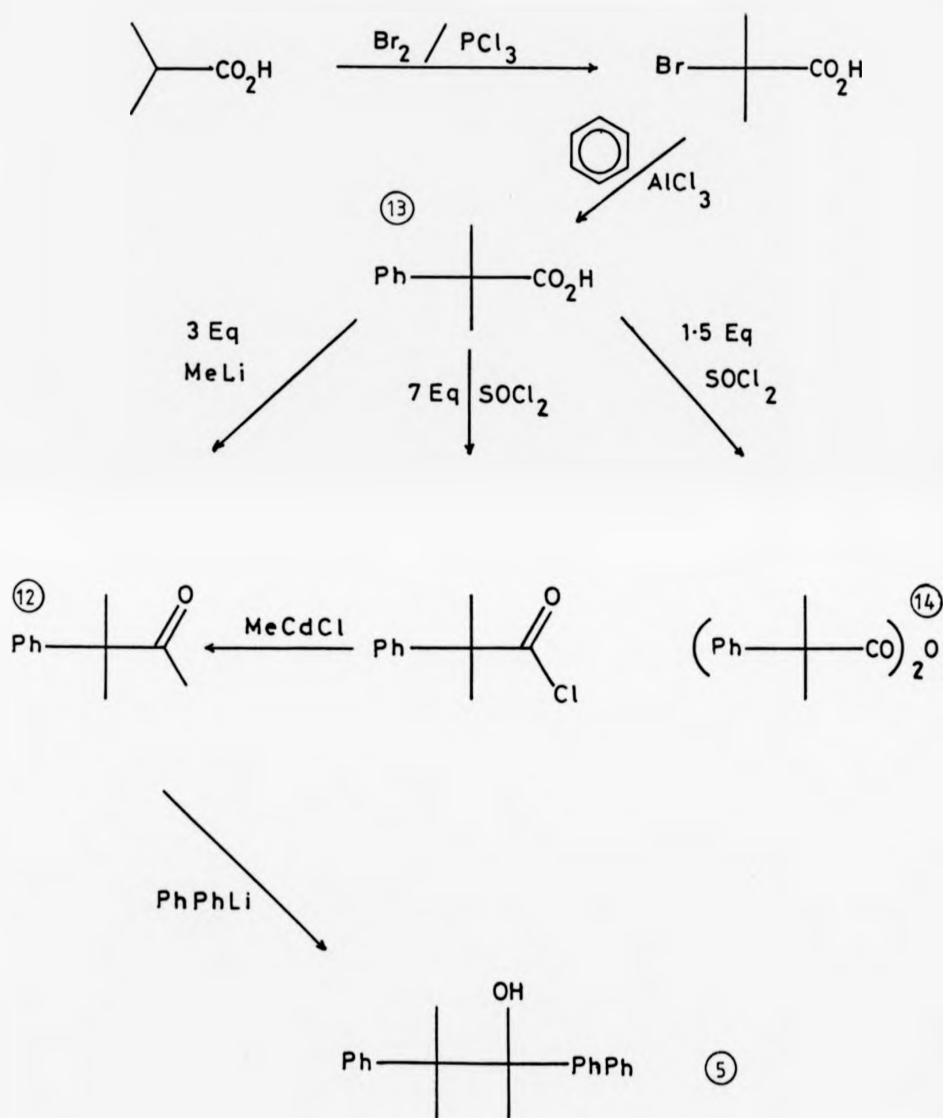 Br2 / PCl3
CO2H
Br CO2H
AlCl3
13
Ph CO2H
3 Eq
MeLi
7 Eq SOCl2
1·5 Eq
SOCl2
12
O
Ph
MeCdCl
O
Ph
Cl
14
( Ph CO )2 O
PhPhLi
OH
Ph PhPh
5